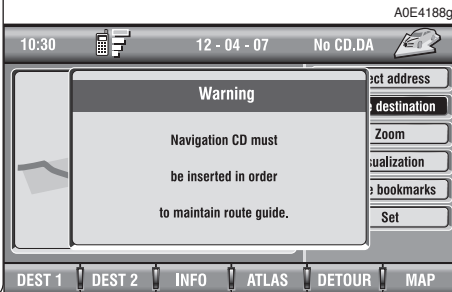 A0E4188g
10:30 12 - 04 - 07 No CD.DA
Warning
Navigation CD must
be inserted in order
to maintain route guide.
ect address
destination
Zoom
sualization
bookmarks
Set
DEST 1 DEST 2 INFO ATLAS DETOUR MAP